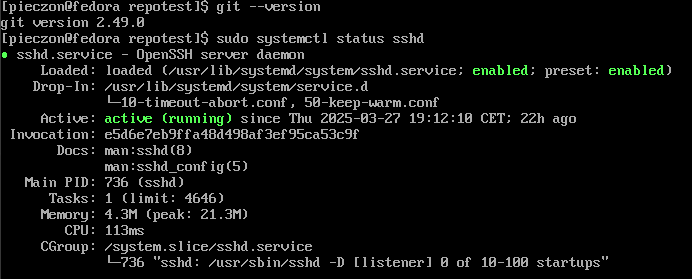 [pieczon@fedora repotest]$ git --version
git version 2.49.0
[pieczon@fedora repotest]$ sudo systemctl status sshd
● sshd.service - OpenSSH server daemon
Loaded: loaded (/usr/lib/systemd/system/sshd.service; enabled; preset: enabled)
Drop-In: /usr/lib/systemd/system/service.d
└─10-timeout-abort.conf, 50-keep-warm.conf
Active: active (running) since Thu 2025-03-27 19:12:10 CET; 22h ago
Invocation: e5d6e7eb9ffa48d498af3ef95ca53c9f
Docs: man:sshd(8)
man:sshd_config(5)
Main PID: 736 (sshd)
Tasks: 1 (limit: 4646)
Memory: 4.3M (peak: 21.3M)
CPU: 113ms
CGroup: /system.slice/sshd.service
└─736 "sshd: /usr/sbin/sshd -D [listener] 0 of 10-100 startups"